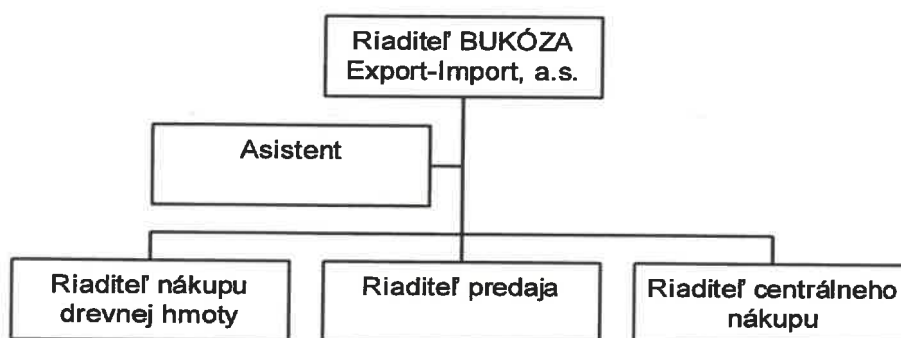 Riaditeľ BUKÓZA
Export-Import, a.s.
Asistent
Riaditeľ nákupu
drevnej hmoty
Riaditeľ predaja
Riaditeľ centrálneho
nákupu